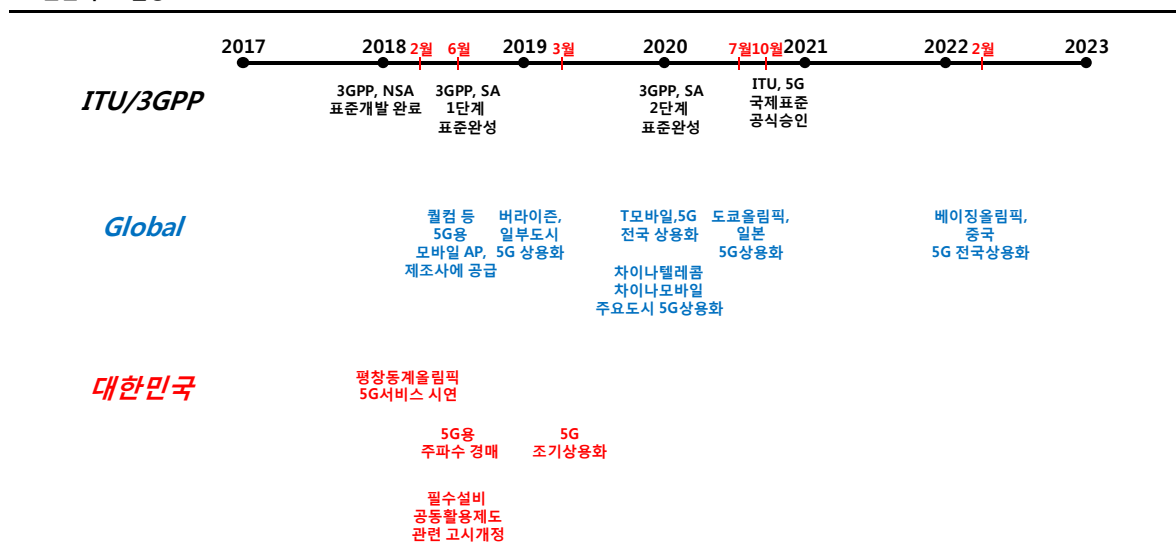 2017 2018 2월 6월 2019 3월 2020 7월 10월 2021 2022 2월 2023
ITU/3GPP
3GPP, NSA
표준개발 완료
3GPP, SA
1단계
표준완성
3GPP, SA
2단계
표준완성
ITU, 5G
국제표준
공식승인
Global
퀄컴 등
5G용
모바일 AP,
제조사에 공급
버라이즌,
일부도시
5G 상용화
T모바일,5G
전국 상용화
차이나텔레콤
차이나모바일
주요도시 5G상용화
도쿄올림픽,
일본
5G상용화
베이징올림픽,
중국
5G 전국상용화
대한민국
평창동계올림픽
5G서비스 시연
5G용
주파수 경매
5G
조기상용화
필수설비
공동활용제도
관련 고시개정